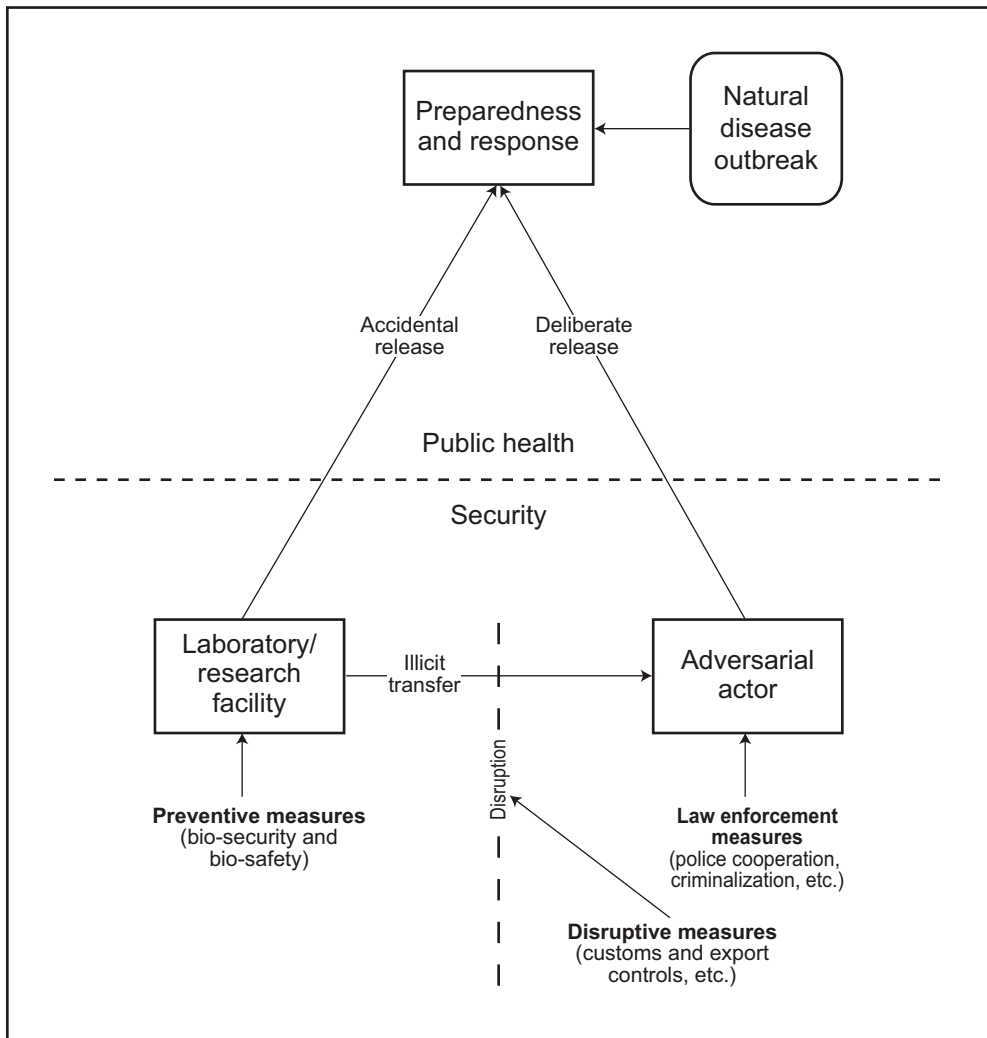 Preparedness
and response
Natural
disease
outbreak
Accidental
release
Deliberate
release
Public health
Security
Laboratory/
research
facility
Illicit
transfer
Adversarial
actor
Disruption
Preventive measures
(bio-security and
bio-safety)
Law enforcement
measures
(police cooperation,
criminalization, etc.)
Disruptive measures
(customs and export
controls, etc.)